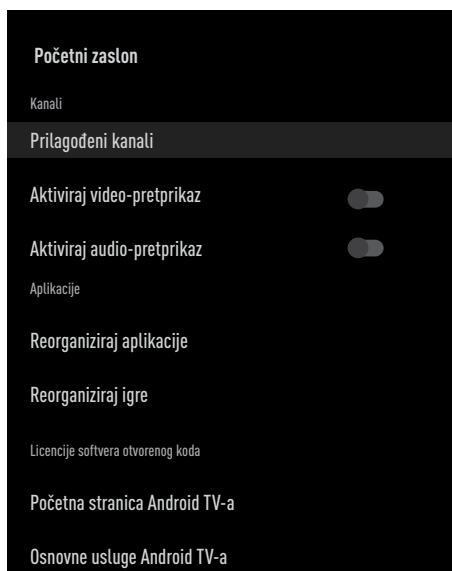 Početni zaslon
Kanali
Prilagođeni kanali
Aktiviraj video-pretprikaz
Aktiviraj audio-pretprikaz
Aplikacije
Reorganiziraj aplikacije
Reorganiziraj igre
Licencije softvera otvorenog koda
Početna stranica Android TV-a
Osnovne usluge Android TV-a